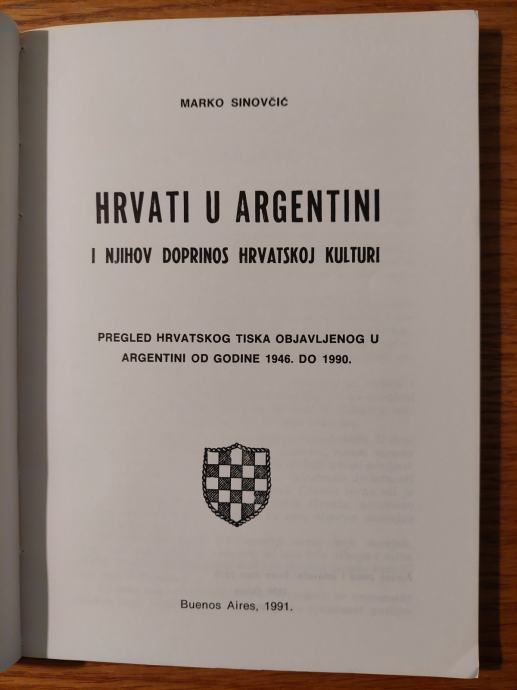 MARKO SINOVČIĆ
HRVATI U ARGENTINI
I NJIHOV DOPRINOS HRVATSKOJ KULTURI
PREGLED HRVATSKOG TISKA OBJAVLJENOG U
ARGENTINI OD GODINE 1946. DO 1990.
Buenos Aires, 1991.